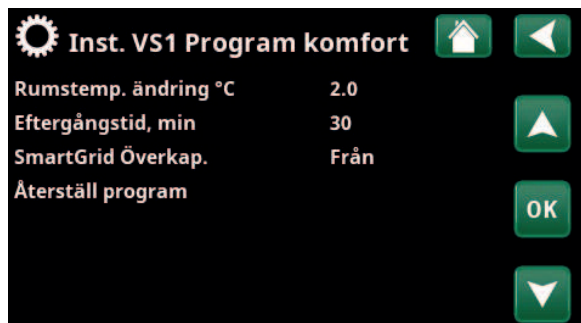 Inst. VS1 Program komfort
Rumstemp. ändring °C 2.0
Eftergångstid, min 30
SmartGrid Överkap. Från
Återställ program
OK